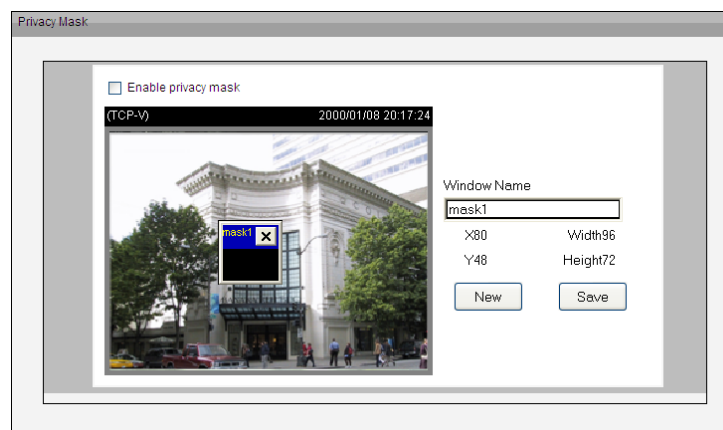 Privacy Mask
Enable privacy mask
(TCP-V) 2000/01/08 20:17:24
mask1
Window Name
mask1
X80 Width96
Y48 Height72
New Save